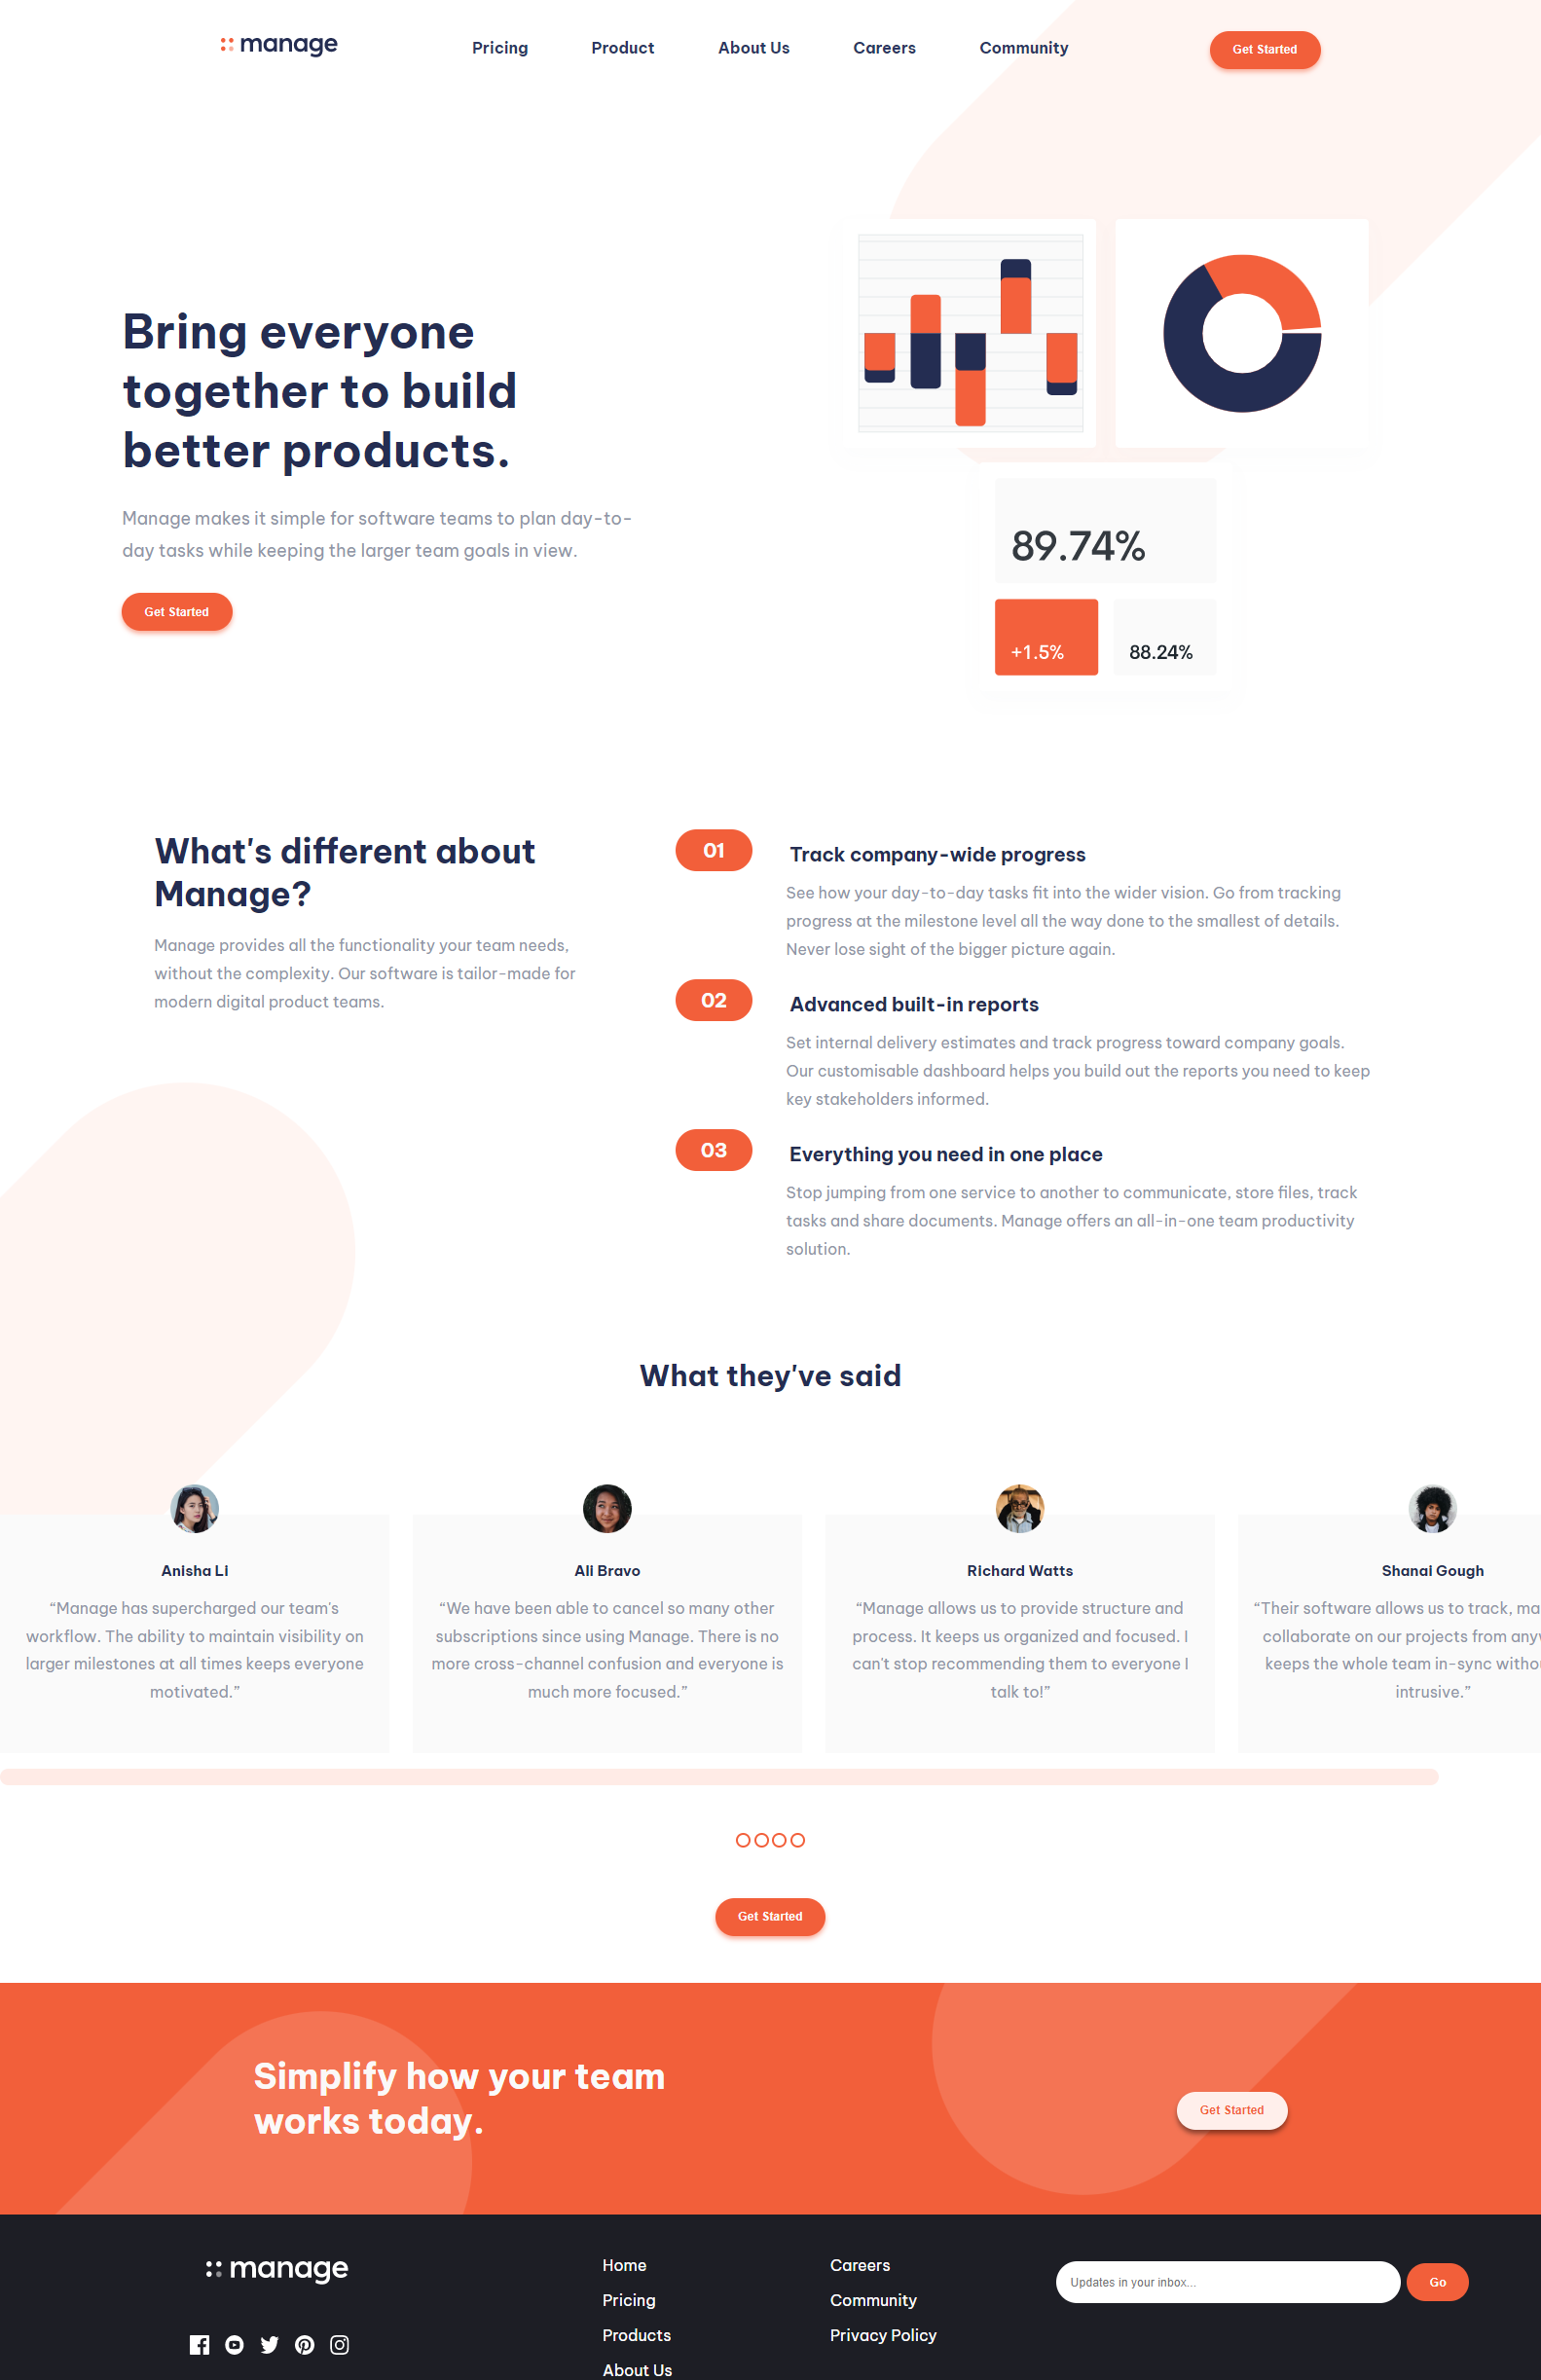 manage
Pricing
Product
About Us
Careers
Community
Get Started
Bring everyone
together to build
better products.
Manage makes it simple for software teams to plan day-to-
day tasks while keeping the larger team goals in view.
Get Started
89.74%
+1.5%
88.24%
What's different about
Manage?
Manage provides all the functionality your team needs,
without the complexity. Our software is tailor-made for
modern digital product teams.
01
Track company-wide progress
See how your day-to-day tasks fit into the wider vision. Go from tracking
progress at the milestone level all the way done to the smallest of details.
Never lose sight of the bigger picture again.
02
Advanced built-in reports
Set internal delivery estimates and track progress toward company goals.
Our customisable dashboard helps you build out the reports you need to keep
key stakeholders informed.
03
Everything you need in one place
Stop jumping from one service to another to communicate, store files, track
tasks and share documents. Manage offers an all-in-one team productivity
solution.
What they've said
Anisha Li
“Manage has supercharged our team's
workflow. The ability to maintain visibility on
larger milestones at all times keeps everyone
motivated.”
Ali Bravo
“We have been able to cancel so many other
subscriptions since using Manage. There is no
more cross-channel confusion and everyone is
much more focused.”
Richard Watts
“Manage allows us to provide structure and
process. It keeps us organized and focused. I
can't stop recommending them to everyone I
talk to!”
Shanai Gough
“Their software allows us to track,
collaborate on our projects from
keeps the whole team in-sync
intrusive.”
Get Started
Simplify how your team
works today.
Get Started
manage
Home
Pricing
Products
About Us
Careers
Community
Privacy Policy
Updates in your inbox...
Go